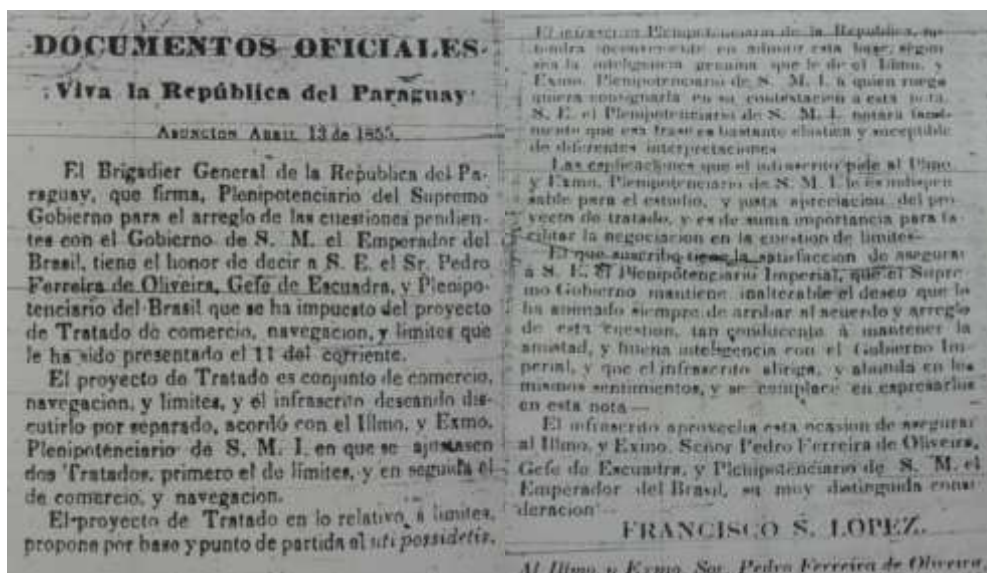 DOCUMENTOS OFICIALES.
¡Viva la República del Paraguay!
Asuncion Abril 13 de 1855.
El Brigadier General de la Republica del Pa-
raguay, que firma, Plenipotenciario del Supremo
Gobierno para el arreglo de las cuestiones pendien-
tes con el Gobierno de S. M. el Emperador del
Brasil, tiene el honor de decir a S. E. el Sr. Pedro
Ferreira de Oliveira, Gefe de Escuadra, y Plenipo-
tenciario del Brasil que se ha impuesto del proyecto
de Tratado de comercio, navegacion, y limites que
le ha sido presentado el 11 del corriente.
El proyecto de Tratado es conjunto de comercio,
navegacion, y limites, y el infrascrito deseando dis-
cutirlo por separado, acordó con el Illmo. y Exmo.
Plenipotenciario de S. M. I. en que se ajustasen
dos Tratados, primero el de limites, y en seguida el
de comercio, y navegacion.
El proyecto de Tratado en lo relativo á limites,
propone por base y punto de partida el uti possidetis.
El infrascrito Plenipotenciario de la Republica, no
tendra inconveniente en admitir esta base, segun
sea la inteligencia genuina que le de el Illmo. y
Exmo. Plenipotenciario de S. M. I. á quien ruega
quiera consignarla en su contestacion a esta nota.
S. E. el Plenipotenciario de S. M. I. notará facil-
mente que esa frase es bastante elastica y suceptible
de diferentes interpretaciones
Las esplicaciones que el infrascrito pide al Illmo.
y Exmo. Plenipotenciario de S. M. I. le es indispen
sable para el estudio, y justa apreciacion del pro-
yecto de tratado, y es de suma importancia para fa-
cilitar la negociacion en la cuestion de limites—
El que suscribe tiene la satisfaccion de asegurar
á S. E. el Plenipotenciario Imperial, que el Supre-
mo Gobierno mantiene inalterable el deseo que lo
ha animado siempre de arribar al acuerdo y arreglo
de esta cuestion, tan conducente á mantener la
amistad, y buena inteligencia con el Gobierno Im-
perial, y que el infrascrito abriga, y abunda en los
mismos sentimientos, y se complace en espresarlos
en esta nota—
El infrascrito aprovecha esta ocasion de asegurar
al Illmo. y Exmo. Señor Pedro Ferreira de Oliveira,
Gefe de Escuadra, y Plenipotenciario de S. M. el
Emperador del Brasil, su muy distinguida consi-
deracion—
FRANCISCO S. LOPEZ.
Al Illmo. y Exmo. Sor. Pedro Ferreira de Oliveira,